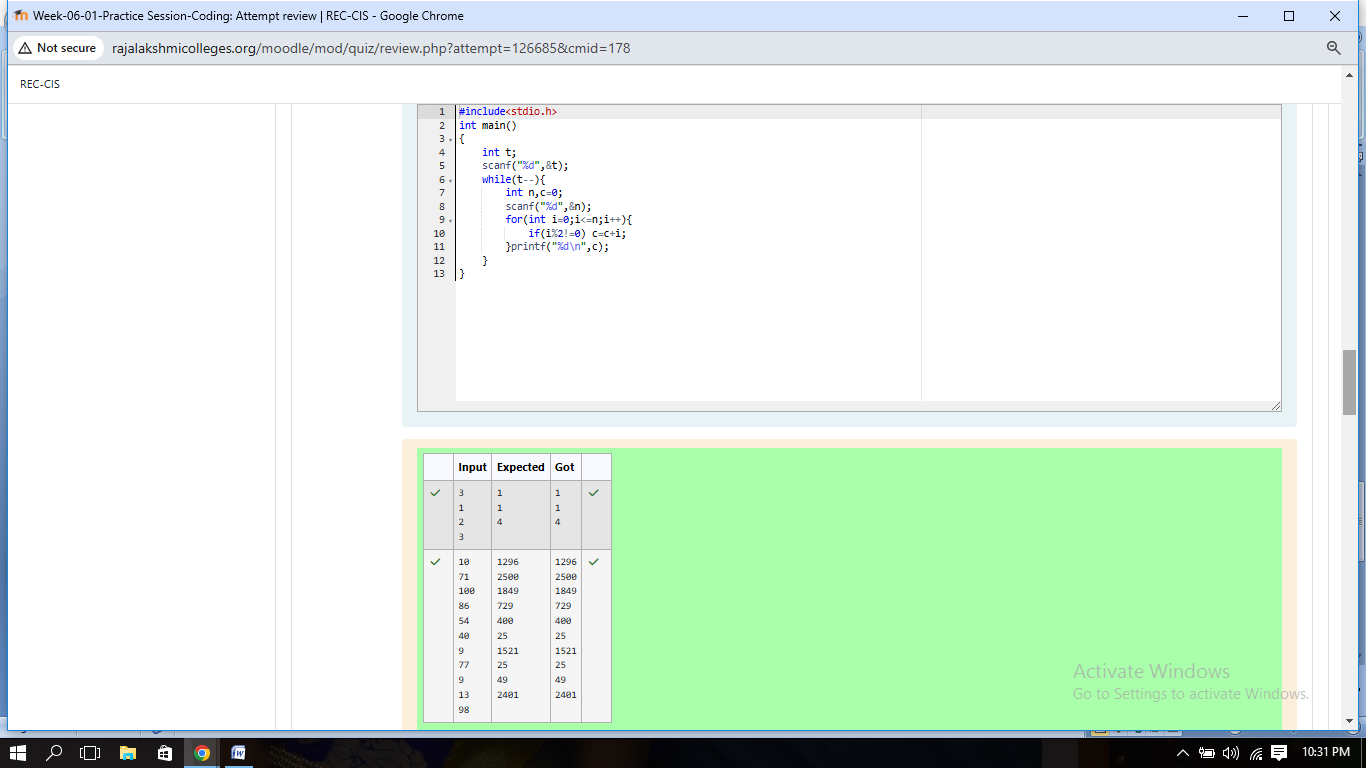 Week-06-01-Practice Session-Coding: Attempt review | REC-CIS - Google Chrome
Not secure rajalakshmicolleges.org/moodle/mod/quiz/review.php?attempt=126685&cmid=178
REC-CIS
1 #include<stdio.h>
2 int main()
3 {
4 int t;
5 scanf("%d",&t);
6 while(t--){
7 int n,c=0;
8 scanf("%d",&n);
9 for(int i=0;i<=n;i++){
10 if(i%2!=0) c=c+i;
11 }printf("%d\n",c);
12 }
13 }
Input Expected Got
3 1 1
1 1 1
2 4 4
3
10 1296 1296
71 2500 2500
100 1849 1849
86 729 729
54 400 400
40 25 25
9 1521 1521
77 25 25
9 49 49
13 2401 2401
98
Activate Windows
Go to Settings to activate Windows.
10:31 PM